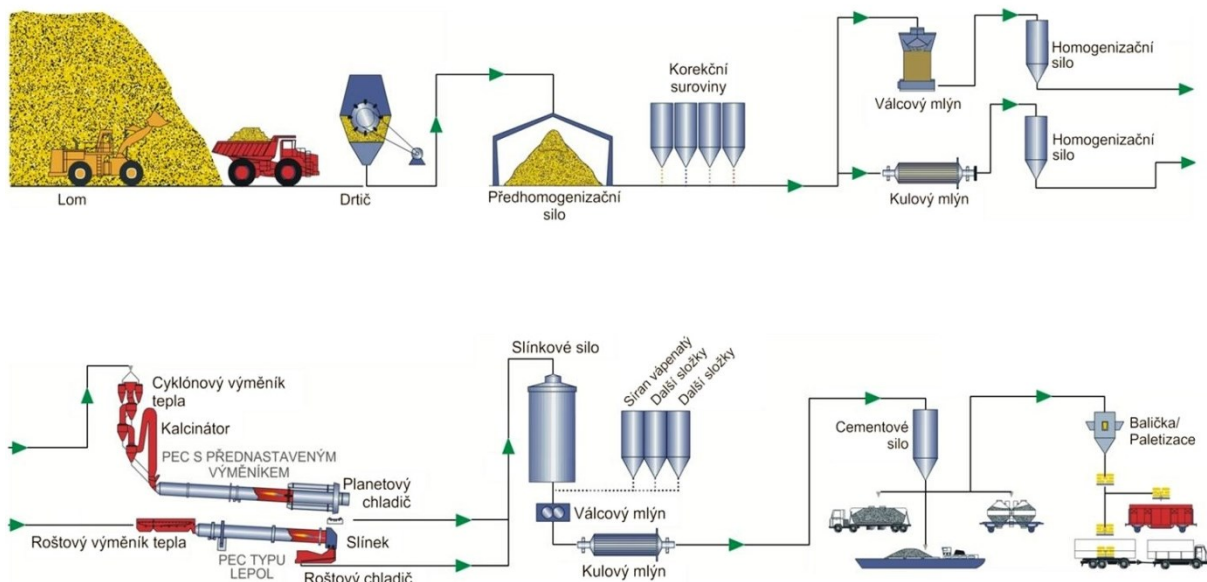 Lom
Drtič
Předhomogenizační
silo
Korekční
suroviny
Válcový mlýn
Homogenizační
silo
Kulový mlýn
Homogenizační
silo
Cyklónový výměník
tepla
Kalcinátor
PEC S PŘEDNASTAVENÝM
VÝMĚNÍKEM
Planetový
chladič
Roštový výměník tepla
PEC TYPU
LEPOL
Slínek
Roštový chladič
Slínkové silo
Síran vápenatý
Další složky
Další složky
Válcový mlýn
Kulový mlýn
Cementové
silo
Balička/
Paletizace